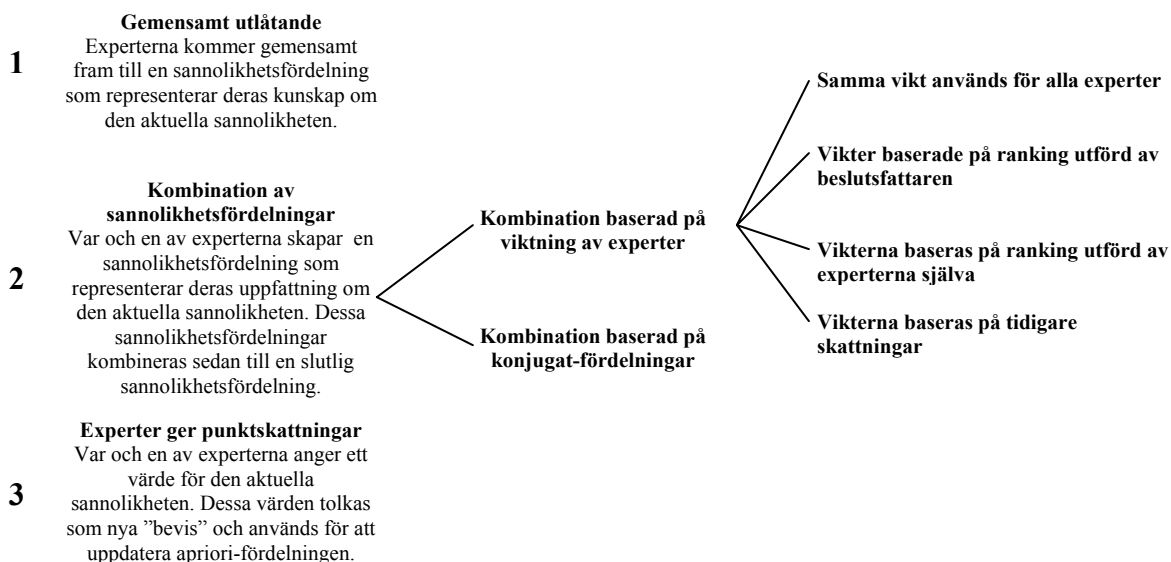 1
Gemensamt utlåtande
Experterna kommer gemensamt
fram till en sannolikhetsfördelning
som representerar deras kunskap om
den aktuella sannolikheten.
2
Kombination av
sannolikhetsfördelningar
Var och en av experterna skapar en
sannolikhetsfördelning som
representerar deras uppfattning om
den aktuella sannolikheten. Dessa
sannolikhetsfördelningar
kombineras sedan till en slutlig
sannolikhetsfördelning.
Kombination baserad på
viktning av experter
Kombination baserad på
konjugat-fördelningar
Samma vikt används för alla experter
Vikter baserade på ranking utförd av
beslutsfattaren
Vikterna baseras på ranking utförd av
experterna själva
Vikterna baseras på tidigare
skattningar
3
Experter ger punktskattningar
Var och en av experterna anger ett
värde för den aktuella
sannolikheten. Dessa värden tolkas
som nya ”bevis” och används för att
uppdatera apriori-fördelningen.